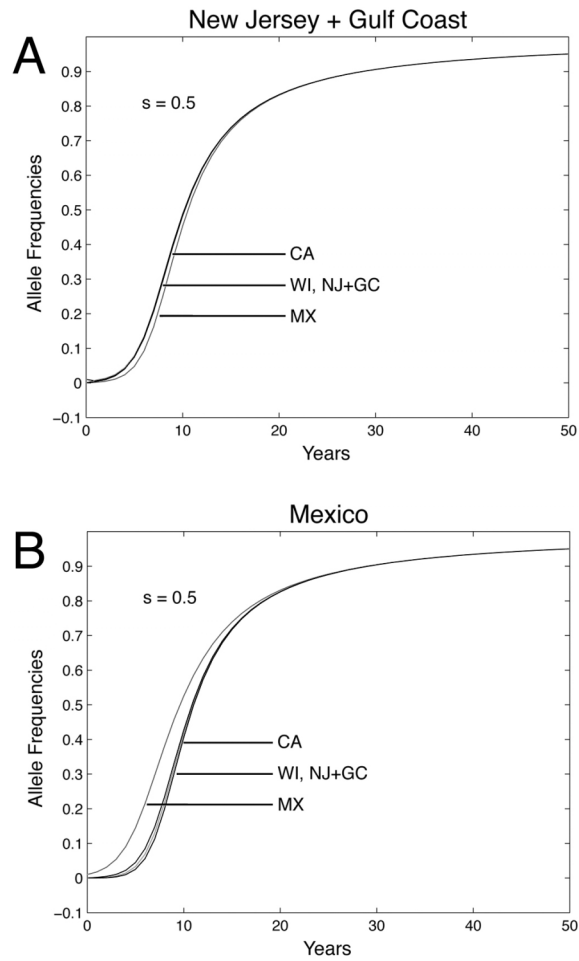 New Jersey + Gulf Coast
A
0.9
0.8
s = 0.5
0.7
0.6
0.5
Allele Frequencies
0.4
CA
0.3
WI, NJ+GC
0.2
MX
0.1
0
−0.1
0 10 20 30 40 50
Years
Mexico
B
0.9
0.8
s = 0.5
0.7
0.6
0.5
Allele Frequencies
0.4
CA
0.3
WI, NJ+GC
0.2
MX
0.1
0
−0.1
0 10 20 30 40 50
Years